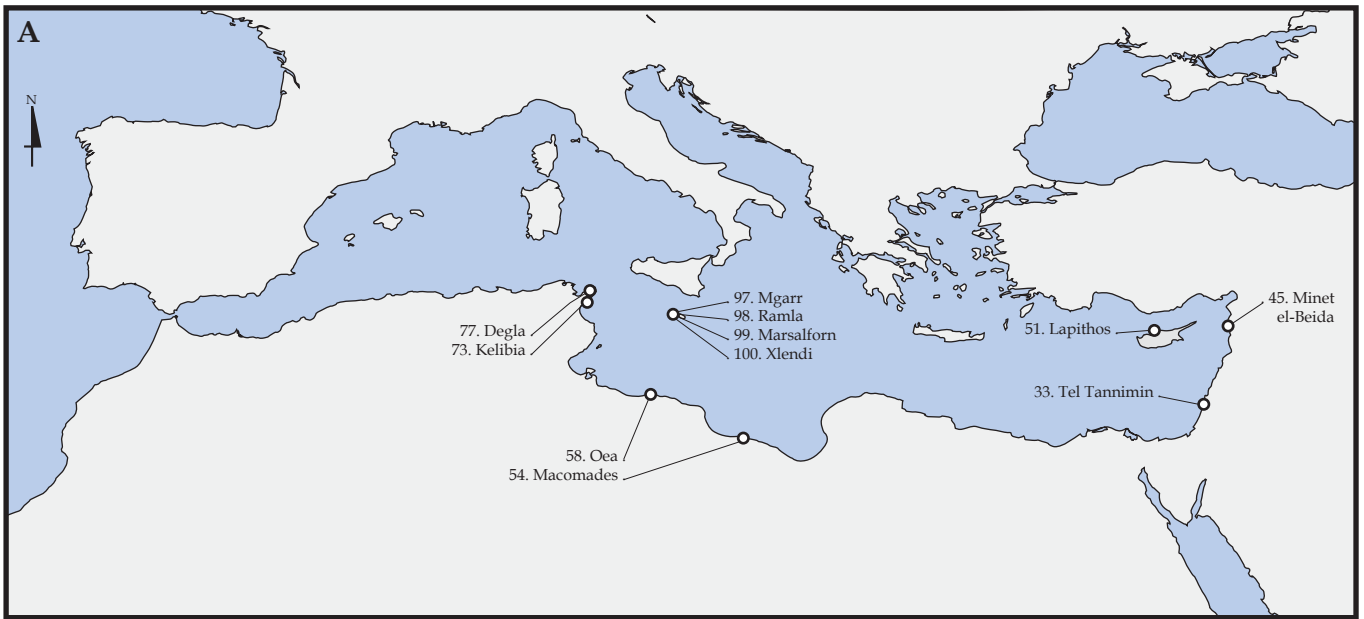 A
N
97. Mgarr
98. Ramla
99. Marsalforn
100. Xlendi
77. Degla
73. Kelibia
45. Minet
el-Beida
51. Lapithos
33. Tel Tannimin
58. Oea
54. Macomades